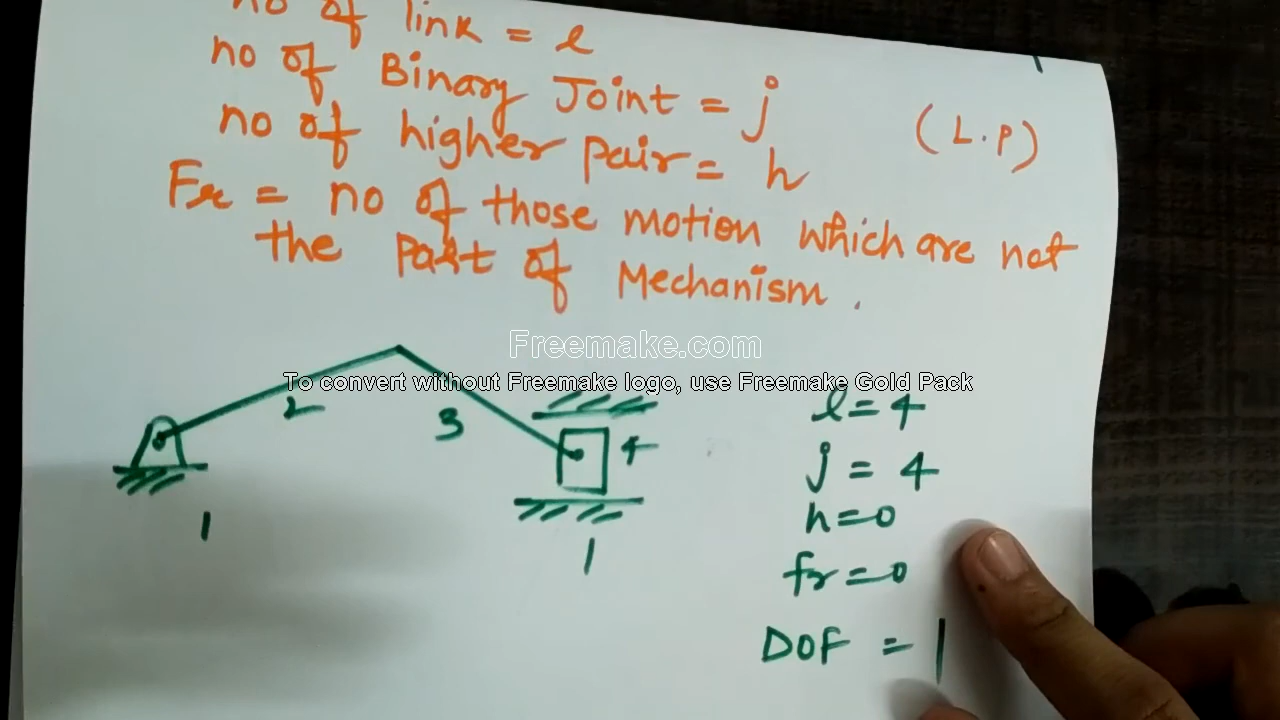 no of link = l
no of Binary Joint = j (L.P)
no of higher pair = h
Fr = no of those motion which are not
the Part of Mechanism.
Freemake.com
To convert without Freemake logo, use Freemake Gold Pack
2
3
4
1
1
l = 4
j = 4
h = 0
fr = 0
DOF = 1